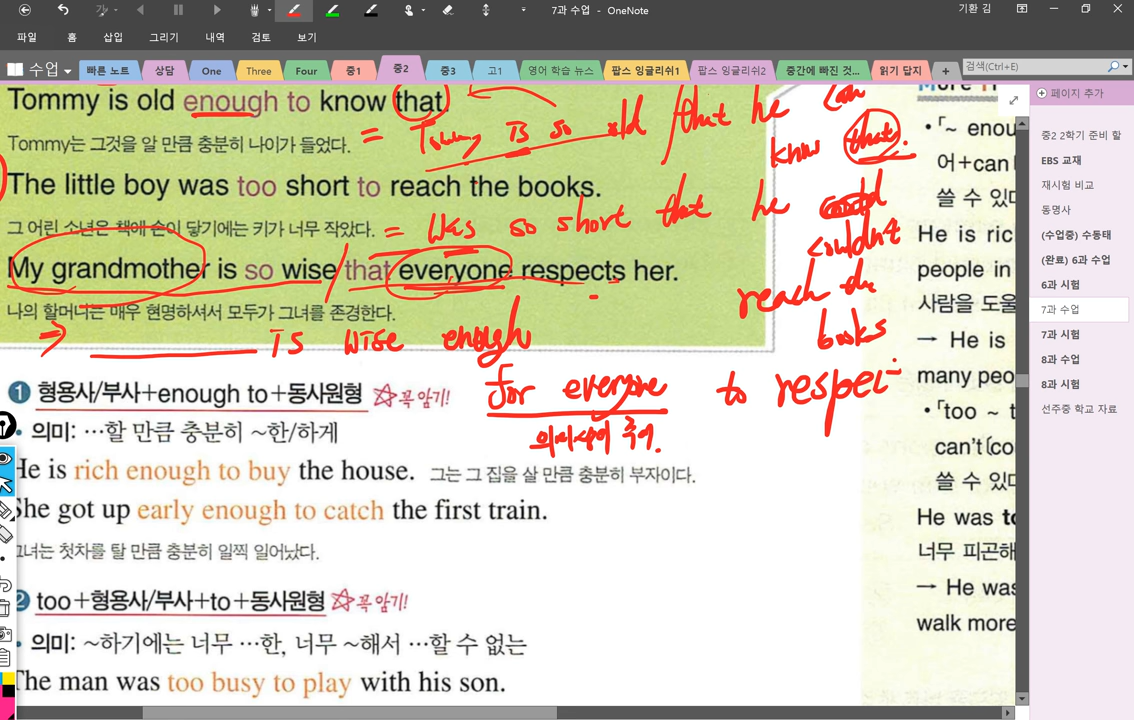 7과 수업 - OneNote
기환 김
파일 홈 삽입 그리기 내역 검토 보기
수업 빠른 노트 상담 One Three Four 중1 중2 중3 고1 영어 학습 뉴스 팝스 잉글리쉬1 팝스 잉글리쉬2 중간에 빠진 것... 읽기 답지 + 검색(Ctrl+E)
페이지 추가
중2 2학기 준비 할
EBS 교재
재시험 비교
동명사
(수업중) 수동태
(완료) 6과 수업
6과 시험
7과 수업
7과 시험
8과 수업
8과 시험
선주중 학교 자료
Tommy is old enough to know that
= Tommy is so old that he can
know that.
Tommy는 그것을 알 만큼 충분히 나이가 들었다.
The little boy was too short to reach the books.
그 어린 소년은 책에 손이 닿기에는 키가 너무 작았다.
= was so short that he could
couldn't
reach the
books
My grandmother is so wise that everyone respects her.
나의 할머니는 매우 현명하셔서 모두가 그녀를 존경한다.
→ is wise enough
for everyone to respect
의미상의 주어.
1 형용사/부사+enough to+동사원형 ☆꼭 암기!
• 의미: …할 만큼 충분히 ~한/하게
He is rich enough to buy the house. 그는 그 집을 살 만큼 충분히 부자이다.
She got up early enough to catch the first train.
그녀는 첫차를 탈 만큼 충분히 일찍 일어났다.
2 too+형용사/부사+to+동사원형 ☆꼭 암기!
• 의미: ~하기에는 너무 …한, 너무 ~해서 …할 수 없는
The man was too busy to play with his son.
•「~ enou
어+can
쓸 수 있다
He is ric
people in
사람을 도울
→ He is
many peo
•「too ~ t
can't(co
쓸 수 있다
He was to
너무 피곤해
→ He was
walk more